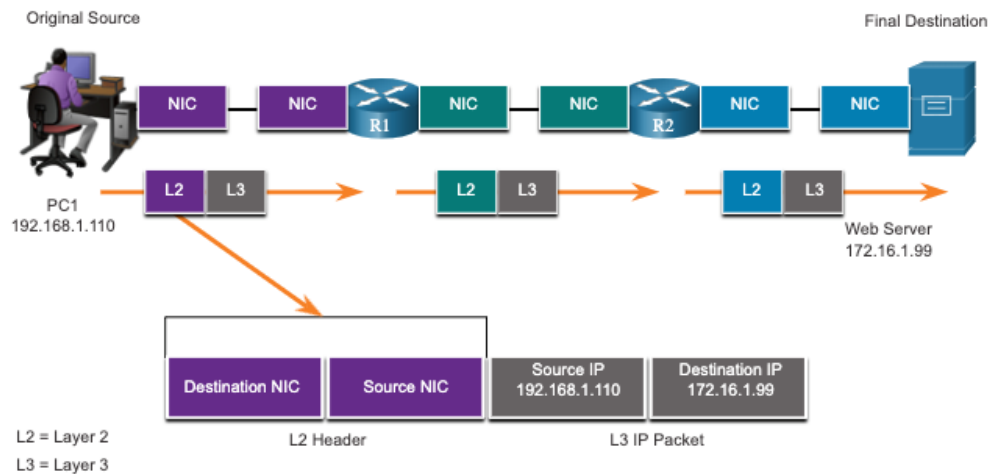 Original Source
Final Destination
NIC
NIC
R1
NIC
NIC
R2
NIC
NIC
L2
L3
L2
L3
L2
L3
PC1
192.168.1.110
Web Server
172.16.1.99
Destination NIC
Source NIC
Source IP
192.168.1.110
Destination IP
172.16.1.99
L2 = Layer 2
L2 Header
L3 IP Packet
L3 = Layer 3